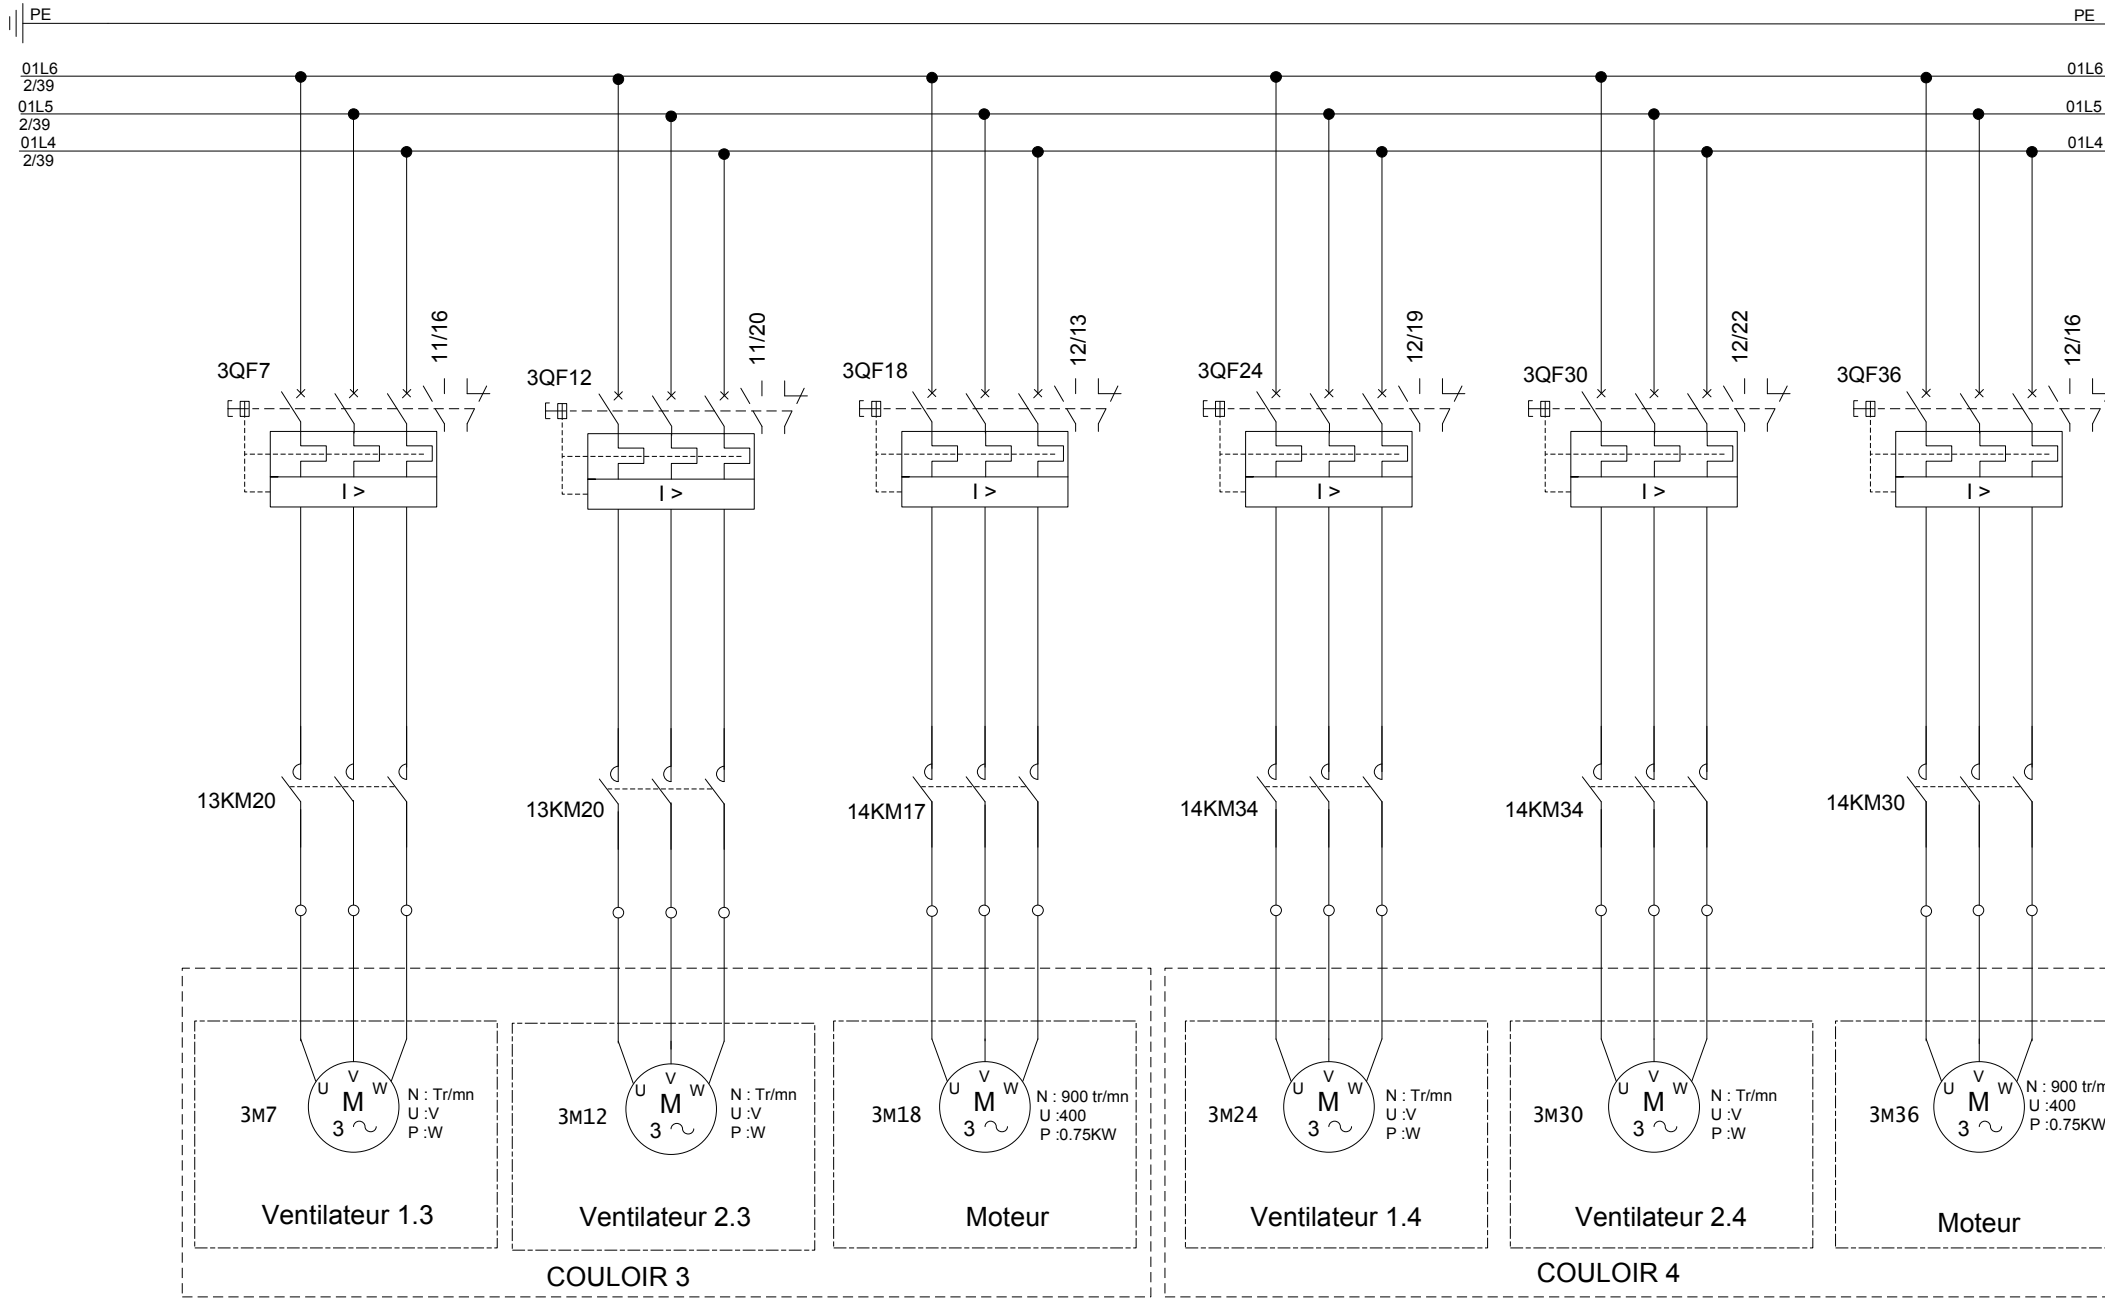 PE PE
01L6 01L6
2/39
01L5 01L5
2/39
01L4 01L4
2/39
11/16 11/20 12/13 12/19 12/22 12/16
3QF7 3QF12 3QF18 3QF24 3QF30 3QF36
I > I > I > I > I > I >
13KM20 13KM20 14KM17 14KM34 14KM34 14KM30
3M7
U V W
M
3
N : Tr/mn
U :V
P :W
Ventilateur 1.3
3M12
U V W
M
3
N : Tr/mn
U :V
P :W
Ventilateur 2.3
3M18
U V W
M
3
N : 900 tr/mn
U :400
P :0.75KW
Moteur
COULOIR 3
3M24
U V W
M
3
N : Tr/mn
U :V
P :W
Ventilateur 1.4
3M30
U V W
M
3
N : Tr/mn
U :V
P :W
Ventilateur 2.4
3M36
U V W
M
3
N : 900 tr/m
U :400
P :0.75KW
Moteur
COULOIR 4